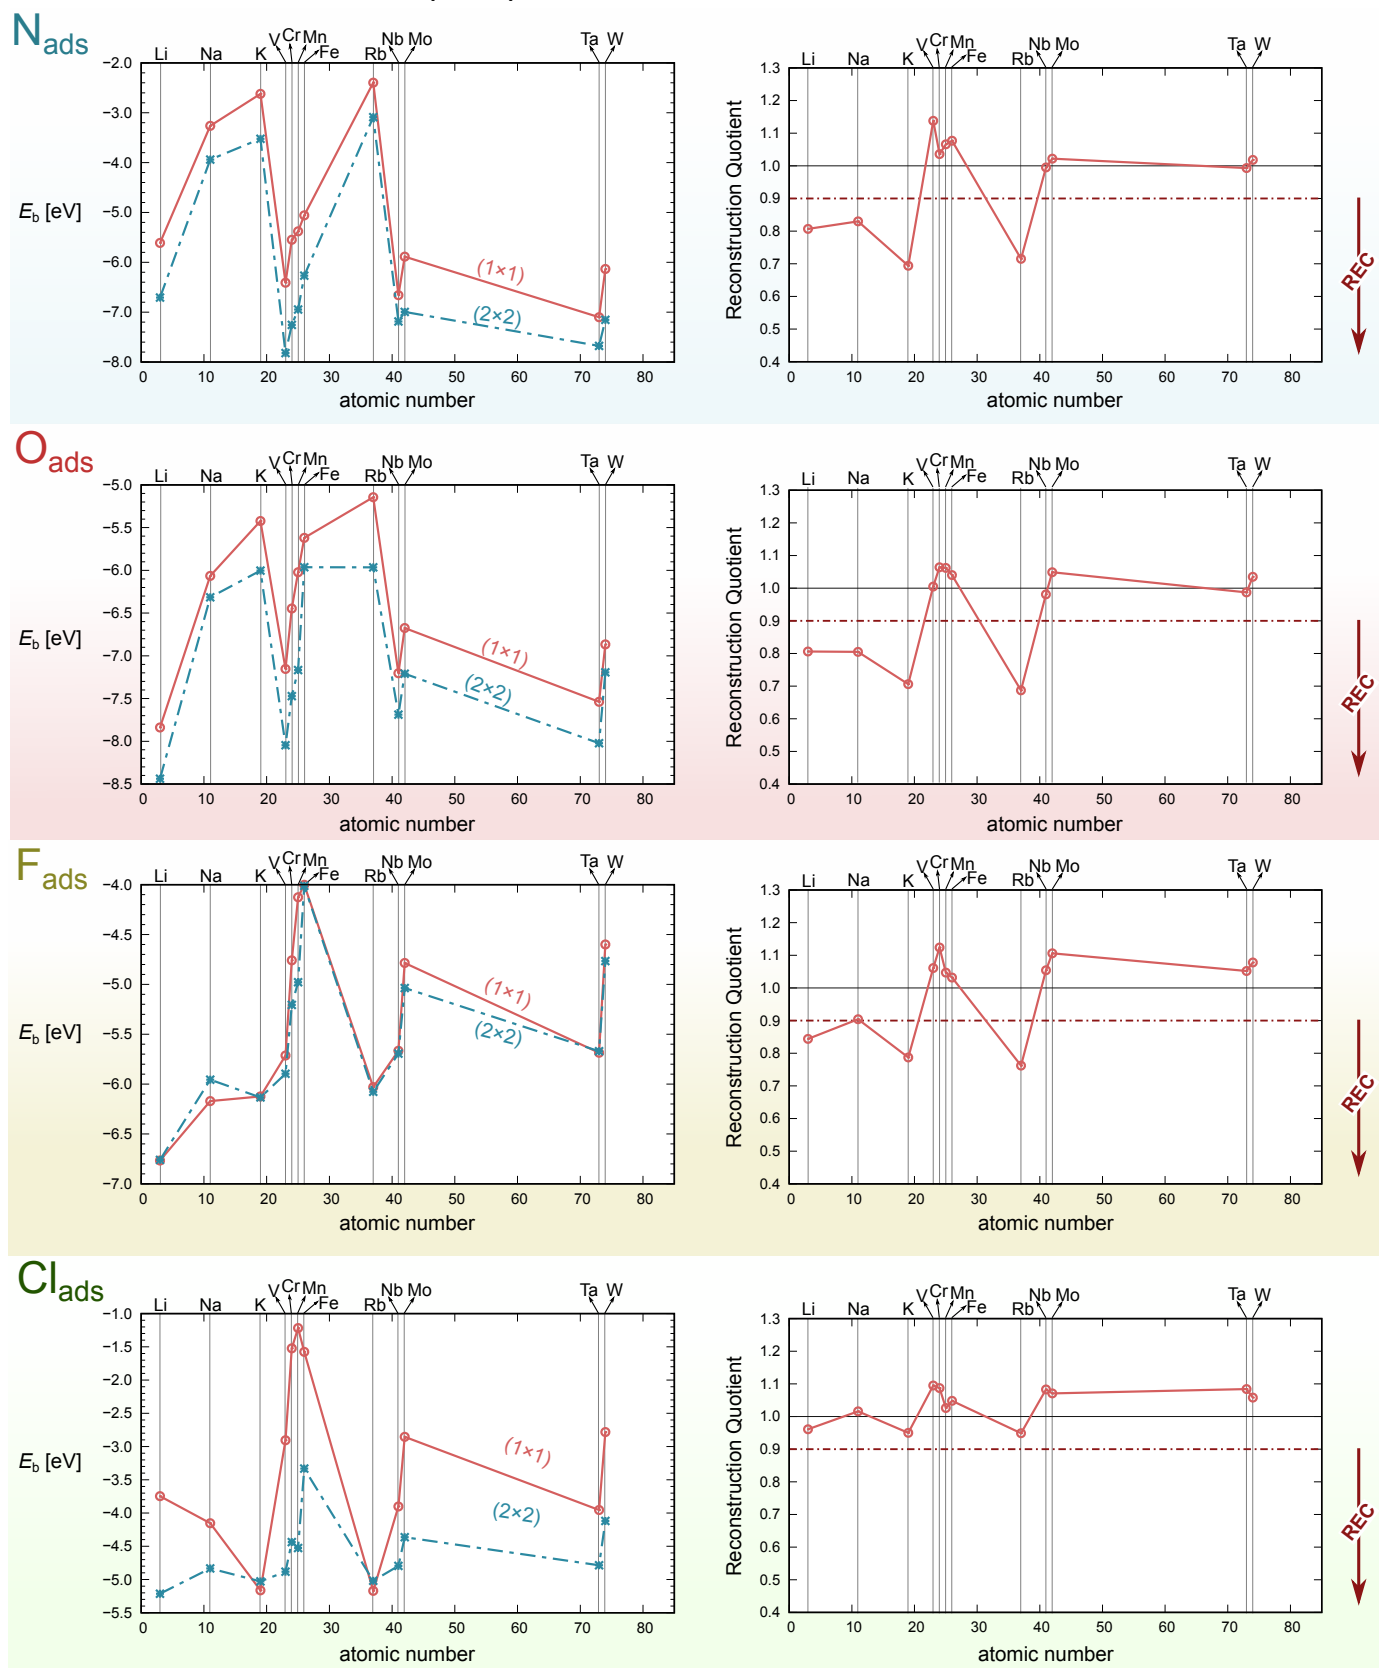 N_ads
Li Na K V Cr Mn Fe Rb Nb Mo Ta W
−2.0
−3.0
−4.0
−5.0
−6.0
−7.0
−8.0
E_b [eV]
(1×1)
(2×2)
0 10 20 30 40 50 60 70 80
atomic number
Li Na K V Cr Mn Fe Rb Nb Mo Ta W
1.3
1.2
1.1
1.0
0.9
0.8
0.7
0.6
0.5
0.4
Reconstruction Quotient
REC
0 10 20 30 40 50 60 70 80
atomic number
O_ads
Li Na K V Cr Mn Fe Rb Nb Mo Ta W
−5.0
−5.5
−6.0
−6.5
−7.0
−7.5
−8.0
−8.5
E_b [eV]
(1×1)
(2×2)
0 10 20 30 40 50 60 70 80
atomic number
Li Na K V Cr Mn Fe Rb Nb Mo Ta W
1.3
1.2
1.1
1.0
0.9
0.8
0.7
0.6
0.5
0.4
Reconstruction Quotient
REC
0 10 20 30 40 50 60 70 80
atomic number
F_ads
Li Na K V Cr Mn Fe Rb Nb Mo Ta W
−4.0
−4.5
−5.0
−5.5
−6.0
−6.5
−7.0
E_b [eV]
(1×1)
(2×2)
0 10 20 30 40 50 60 70 80
atomic number
Li Na K V Cr Mn Fe Rb Nb Mo Ta W
1.3
1.2
1.1
1.0
0.9
0.8
0.7
0.6
0.5
0.4
Reconstruction Quotient
REC
0 10 20 30 40 50 60 70 80
atomic number
Cl_ads
Li Na K V Cr Mn Fe Rb Nb Mo Ta W
−1.0
−1.5
−2.0
−2.5
−3.0
−3.5
−4.0
−4.5
−5.0
−5.5
E_b [eV]
(1×1)
(2×2)
0 10 20 30 40 50 60 70 80
atomic number
Li Na K V Cr Mn Fe Rb Nb Mo Ta W
1.3
1.2
1.1
1.0
0.9
0.8
0.7
0.6
0.5
0.4
Reconstruction Quotient
REC
0 10 20 30 40 50 60 70 80
atomic number